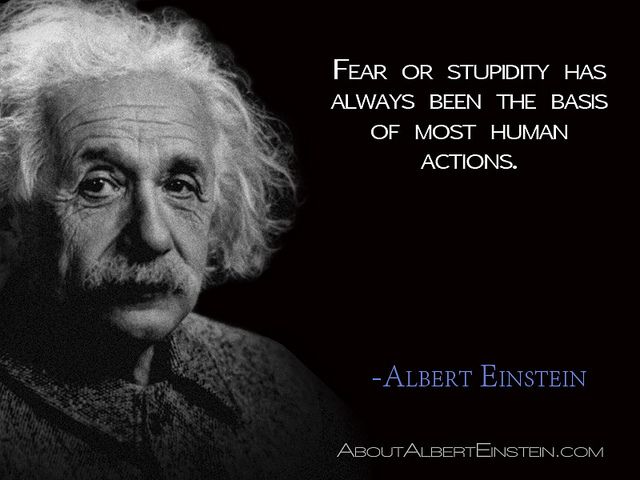 FEAR OR STUPIDITY HAS
ALWAYS BEEN THE BASIS
OF MOST HUMAN
ACTIONS.
-ALBERT EINSTEIN
ABOUTALBERTEINSTEIN.COM